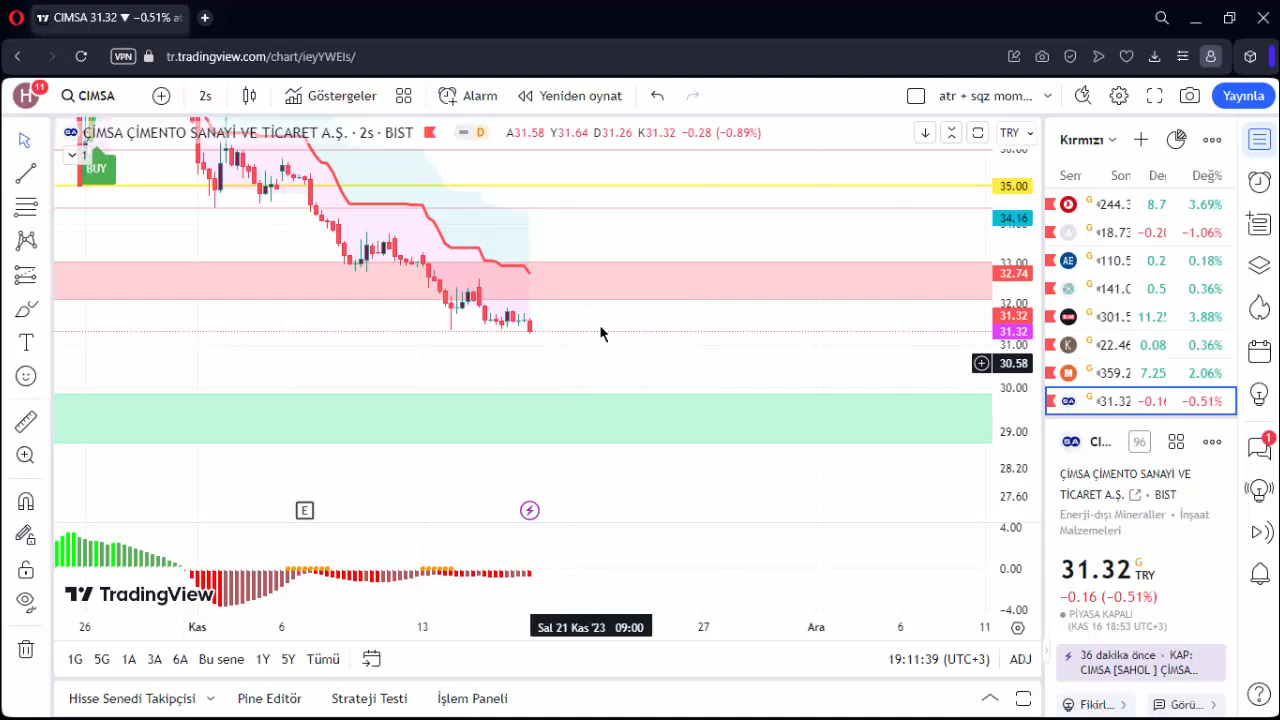 CIMSA 31.32 ▼ −0.51% at
VPN
tr.tradingview.com/chart/ieyYWEIs/
H
11
CIMSA
2s
Göstergeler
Alarm
Yeniden oynat
atr + sqz mom...
Yayınla
ÇİMSA ÇİMENTO SANAYİ VE TİCARET A.Ş. · 2s · BIST
D
A31.58 Y31.64 D31.26 K31.32 −0.28 (−0.89%)
TRY
1
BUY
35.00
34.16
33.00
32.74
32.00
31.32
31.32
31.00
30.58
30.00
29.00
28.20
27.60
E
4.00
0.00
−4.00
TradingView
26
Kas
6
13
Sal 21 Kas '23 09:00
27
Ara
6
11
1G 5G 1A 3A 6A Bu sene 1Y 5Y Tümü
19:11:39 (UTC+3)
ADJ
Hisse Senedi Takipçisi
Pine Editör
Strateji Testi
İşlem Paneli
Kırmızı
Sem Son Değ Değ%
G 244.3 8.7 3.69%
G 18.73 −0.20 −1.06%
AE G 110.5 0.2 0.18%
G 141.0 0.5 0.36%
BIM G 301.5 11.25 3.88%
K G 22.46 0.08 0.36%
M G 359.2 7.25 2.06%
SA G 31.32 −0.16 −0.51%
SA
Cl...
96
ÇİMSA ÇİMENTO SANAYİ VE
TİCARET A.Ş. · BIST
Enerji-dışı Mineraller · İnşaat
Malzemeleri
31.32 G TRY
−0.16 (−0.51%)
PİYASA KAPALI
(KAS 16 18:53 UTC+3)
36 dakika önce · KAP:
CIMSA [SAHOL ] ÇİMSA...
Fikirl...
Görü...
1